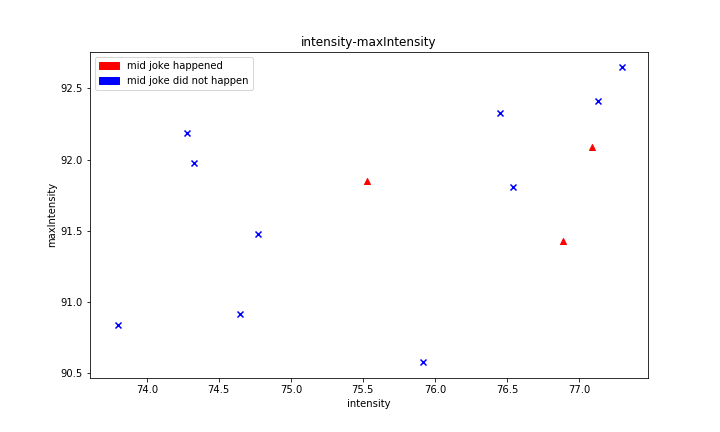 intensity-maxIntensity
mid joke happened
mid joke did not happen
92.5
92.0
91.5
91.0
90.5
maxIntensity
74.0 74.5 75.0 75.5 76.0 76.5 77.0
intensity